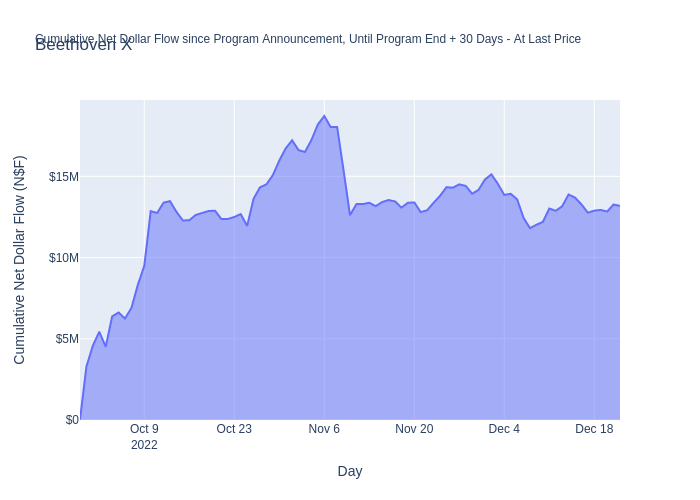 Cumulative Net Dollar Flow since Program Announcement, Until Program End + 30 Days - At Last Price
Beethoven X
Cumulative Net Dollar Flow (N$F)
$15M
$10M
$5M
$0
Oct 9
2022
Oct 23
Nov 6
Nov 20
Dec 4
Dec 18
Day